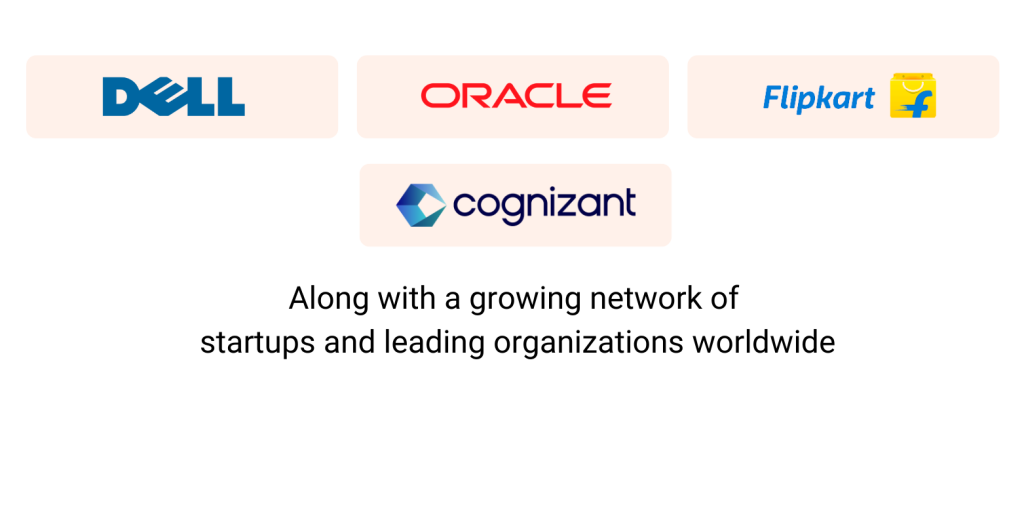 DELL
ORACLE
Flipkart
cognizant
Along with a growing network of
startups and leading organizations worldwide